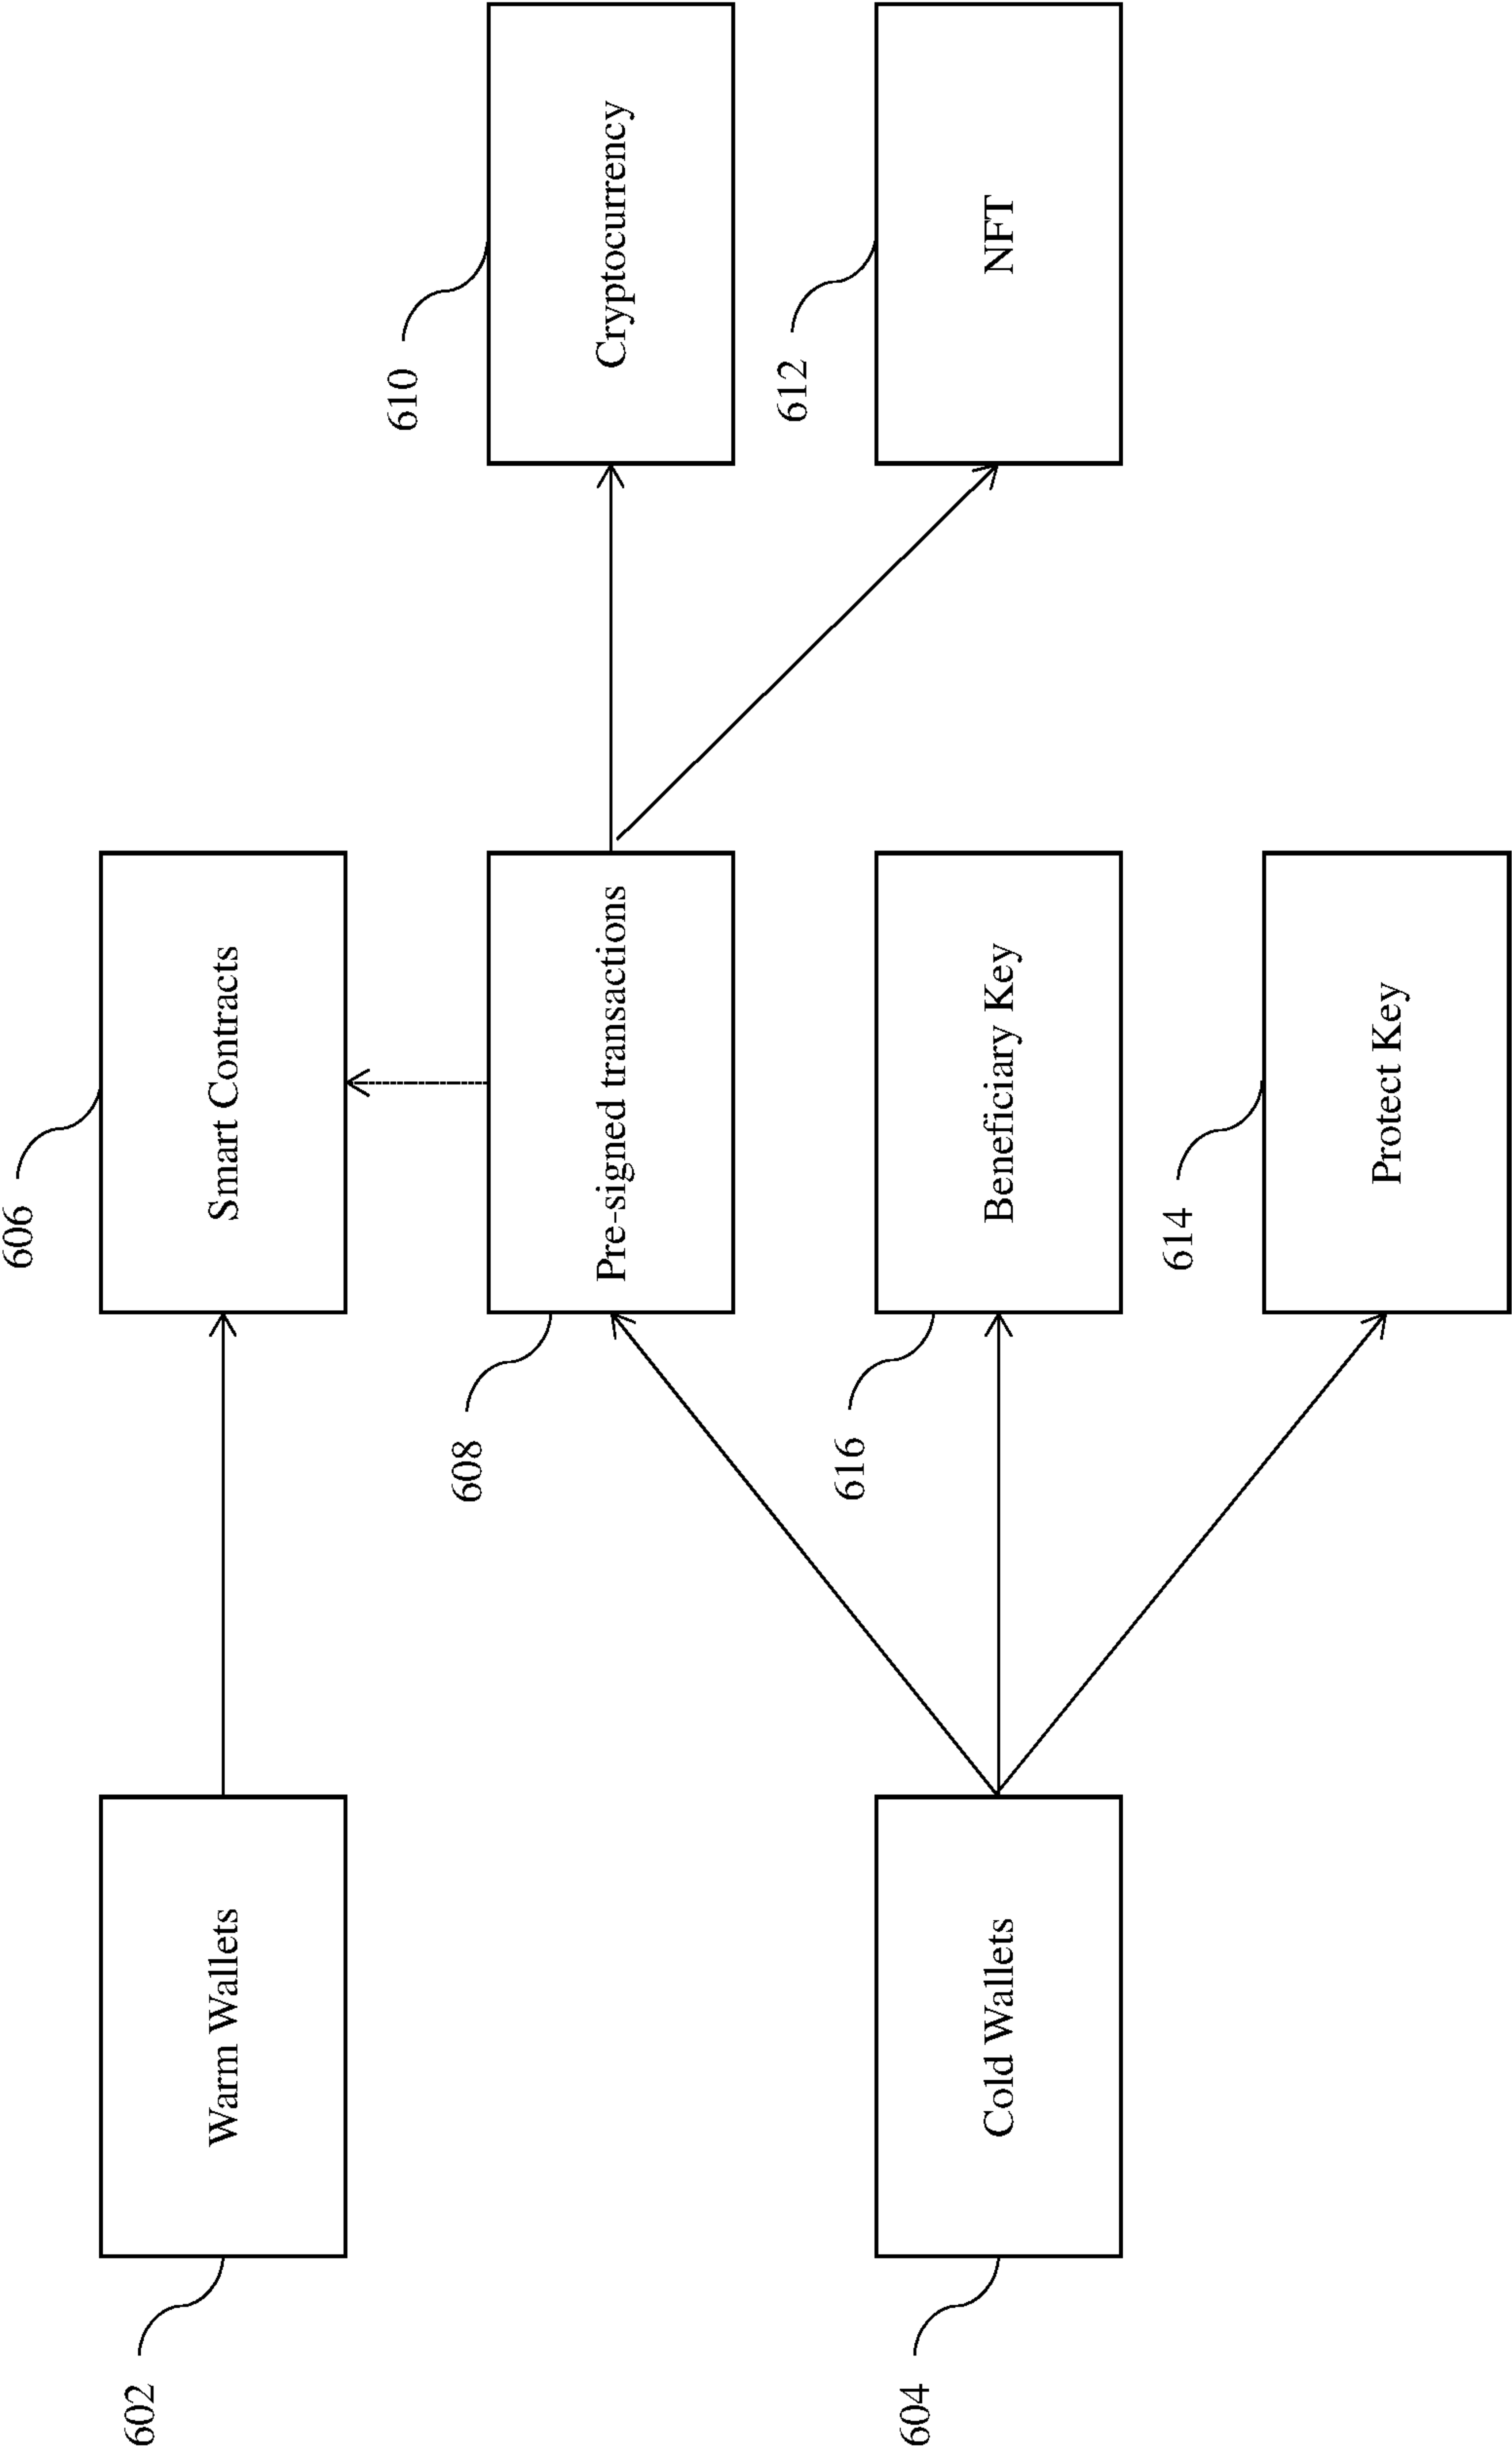 602
Warm Wallets
606
Smart Contracts
608
Pre-signed transactions
610
Cryptocurrency
604
Cold Wallets
616
Beneficiary Key
612
NFT
614
Protect Key